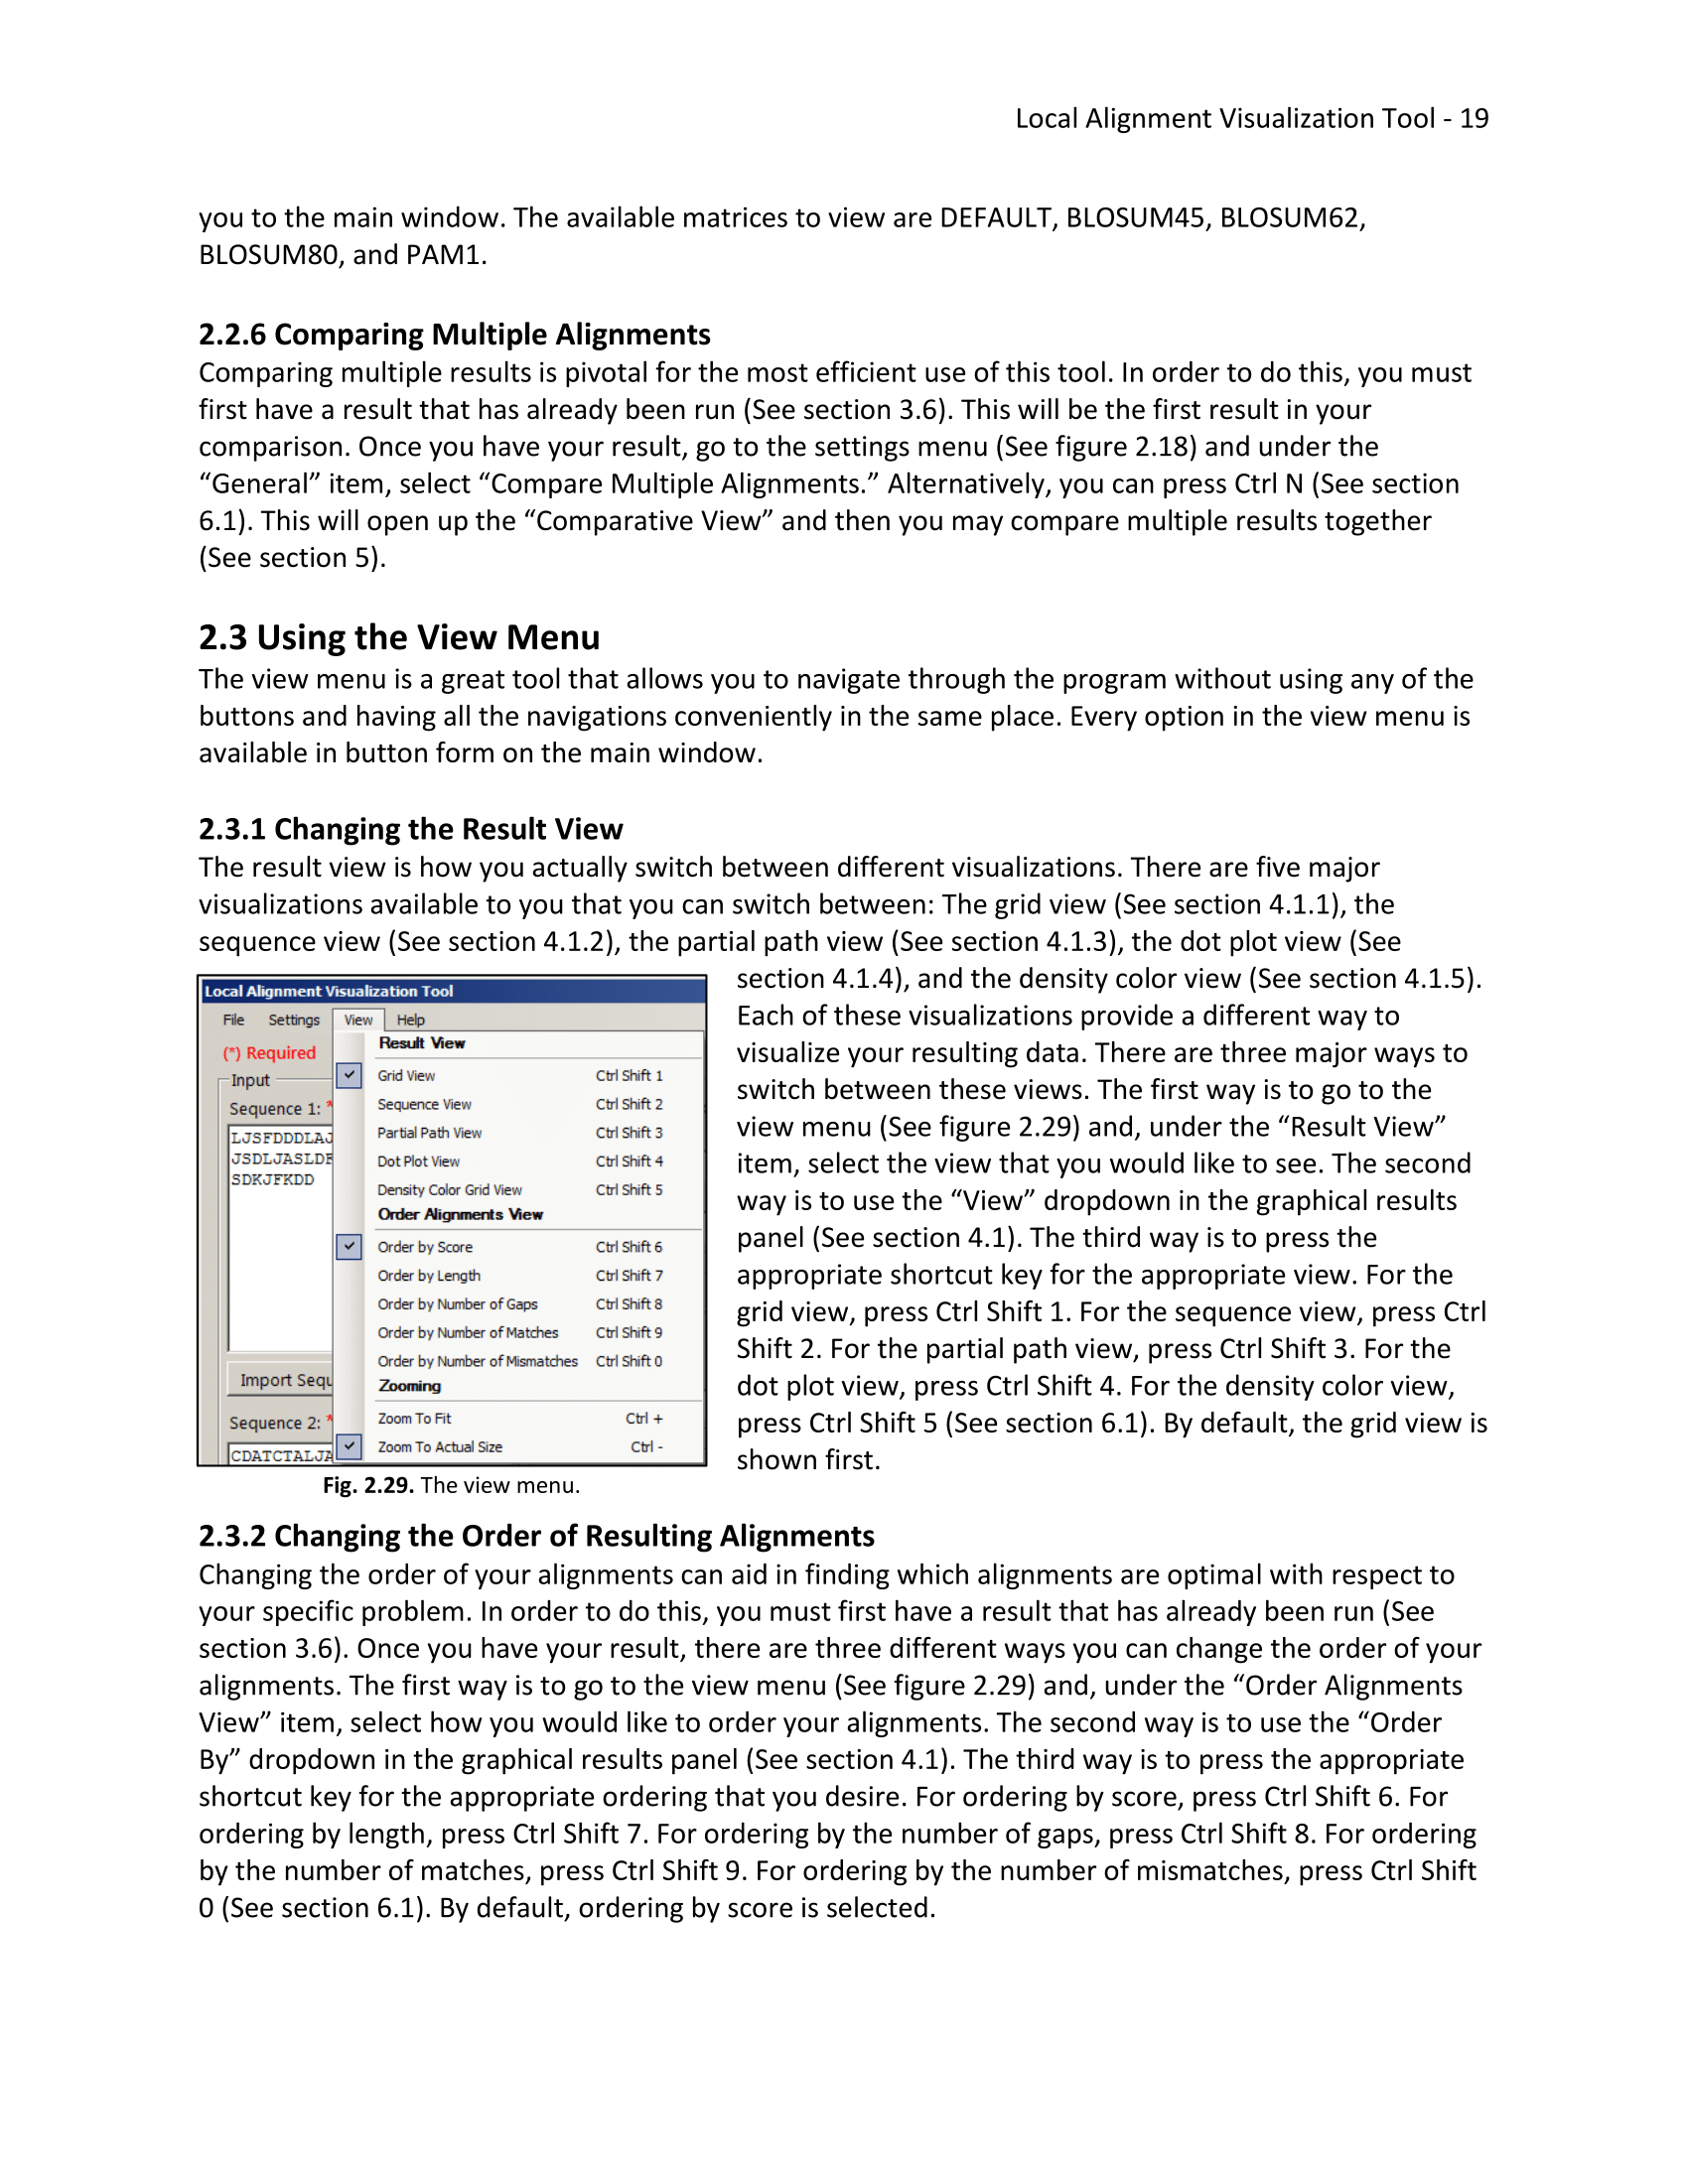 Local Alignment Visualization Tool - 19
you to the main window. The available matrices to view are DEFAULT, BLOSUM45, BLOSUM62,
BLOSUM80, and PAM1.
2.2.6 Comparing Multiple Alignments
Comparing multiple results is pivotal for the most efficient use of this tool. In order to do this, you must
first have a result that has already been run (See section 3.6). This will be the first result in your
comparison. Once you have your result, go to the settings menu (See figure 2.18) and under the
“General” item, select “Compare Multiple Alignments.” Alternatively, you can press Ctrl N (See section
6.1). This will open up the “Comparative View” and then you may compare multiple results together
(See section 5).
2.3 Using the View Menu
The view menu is a great tool that allows you to navigate through the program without using any of the
buttons and having all the navigations conveniently in the same place. Every option in the view menu is
available in button form on the main window.
2.3.1 Changing the Result View
The result view is how you actually switch between different visualizations. There are five major
visualizations available to you that you can switch between: The grid view (See section 4.1.1), the
sequence view (See section 4.1.2), the partial path view (See section 4.1.3), the dot plot view (See
section 4.1.4), and the density color view (See section 4.1.5).
Each of these visualizations provide a different way to
visualize your resulting data. There are three major ways to
switch between these views. The first way is to go to the
view menu (See figure 2.29) and, under the “Result View”
item, select the view that you would like to see. The second
way is to use the “View” dropdown in the graphical results
panel (See section 4.1). The third way is to press the
appropriate shortcut key for the appropriate view. For the
grid view, press Ctrl Shift 1. For the sequence view, press Ctrl
Shift 2. For the partial path view, press Ctrl Shift 3. For the
dot plot view, press Ctrl Shift 4. For the density color view,
press Ctrl Shift 5 (See section 6.1). By default, the grid view is
shown first.
Local Alignment Visualization Tool
File Settings View Help
(*) Required
Input
Sequence 1: *
LJSFDDDLAJ
JSDLJASLDF
SDKJFKDD
Import Sequ
Sequence 2: *
CDATCTALJA
Result View
Grid View Ctrl Shift 1
Sequence View Ctrl Shift 2
Partial Path View Ctrl Shift 3
Dot Plot View Ctrl Shift 4
Density Color Grid View Ctrl Shift 5
Order Alignments View
Order by Score Ctrl Shift 6
Order by Length Ctrl Shift 7
Order by Number of Gaps Ctrl Shift 8
Order by Number of Matches Ctrl Shift 9
Order by Number of Mismatches Ctrl Shift 0
Zooming
Zoom To Fit Ctrl +
Zoom To Actual Size Ctrl -
Fig. 2.29. The view menu.
2.3.2 Changing the Order of Resulting Alignments
Changing the order of your alignments can aid in finding which alignments are optimal with respect to
your specific problem. In order to do this, you must first have a result that has already been run (See
section 3.6). Once you have your result, there are three different ways you can change the order of your
alignments. The first way is to go to the view menu (See figure 2.29) and, under the “Order Alignments
View” item, select how you would like to order your alignments. The second way is to use the “Order
By” dropdown in the graphical results panel (See section 4.1). The third way is to press the appropriate
shortcut key for the appropriate ordering that you desire. For ordering by score, press Ctrl Shift 6. For
ordering by length, press Ctrl Shift 7. For ordering by the number of gaps, press Ctrl Shift 8. For ordering
by the number of matches, press Ctrl Shift 9. For ordering by the number of mismatches, press Ctrl Shift
0 (See section 6.1). By default, ordering by score is selected.